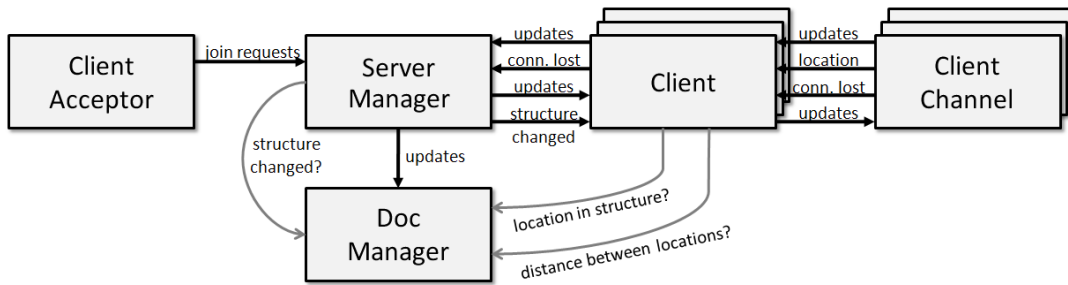 Client
Acceptor
join requests
Server
Manager
updates
conn. lost
updates
structure
changed
Client
updates
location
conn. lost
updates
Client
Channel
structure
changed?
updates
Doc
Manager
location in structure?
distance between locations?